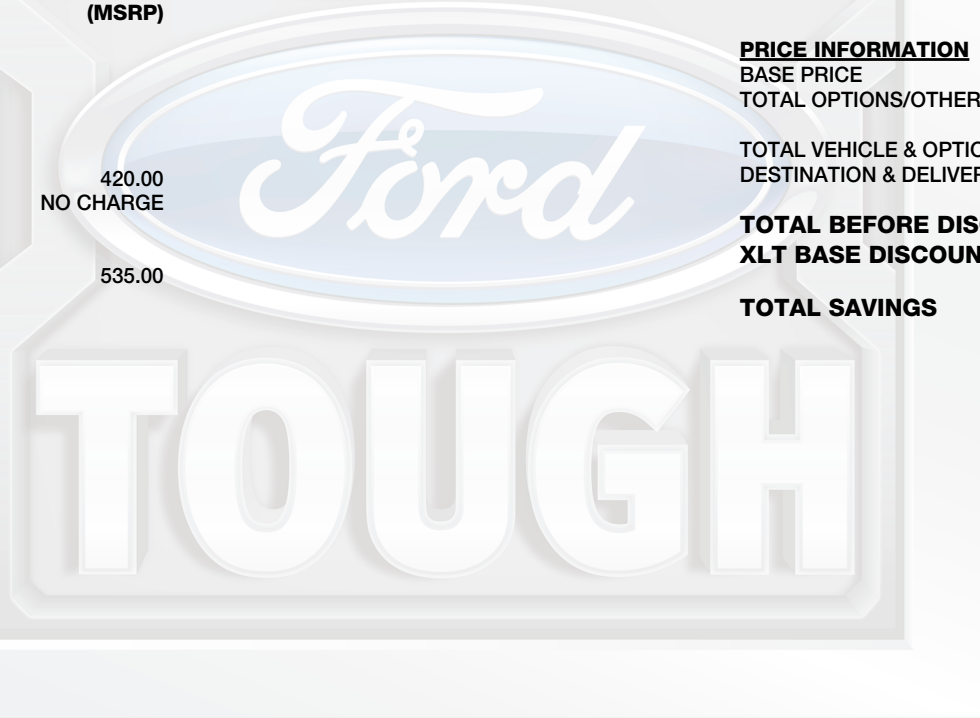 (MSRP)
420.00
NO CHARGE
535.00
PRICE INFORMATION
BASE PRICE
TOTAL OPTIONS/OTHER
TOTAL VEHICLE & OPTIO
DESTINATION & DELIVER
TOTAL BEFORE DIS
XLT BASE DISCOUN
TOTAL SAVINGS
Ford
TOUGH